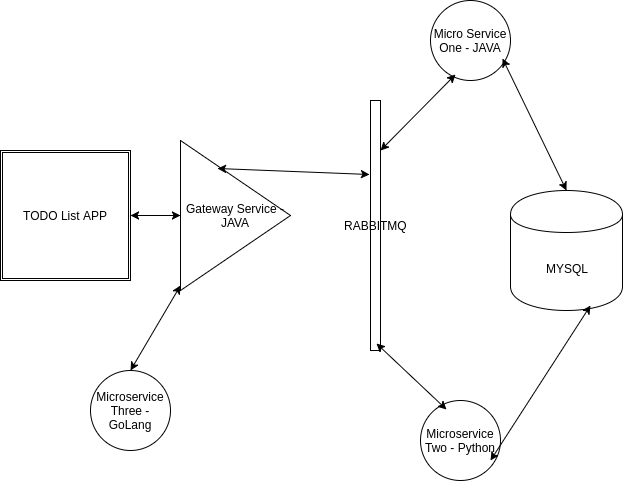 Micro Service
One - JAVA
TODO List APP
Gateway Service -
JAVA
RABBITMQ
MYSQL
Microservice
Three -
GoLang
Microservice
Two - Python